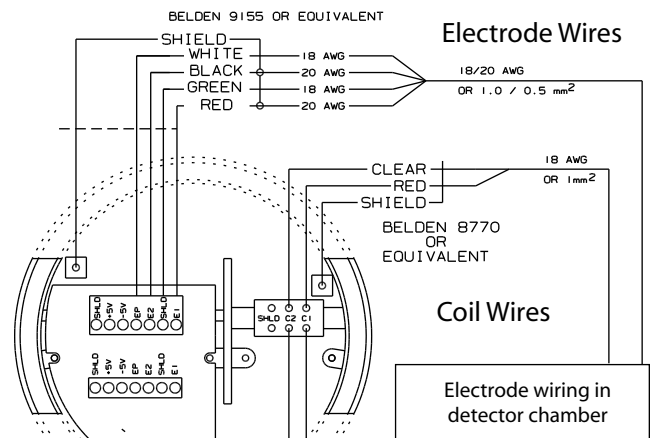 BELDEN 9155 OR EQUIVALENT
Electrode Wires
SHIELD
WHITE 18 AWG
BLACK 20 AWG
GREEN 18 AWG
RED 20 AWG
18/20 AWG
OR 1.0 / 0.5 mm²
CLEAR
RED
SHIELD
18 AWG
OR 1mm²
BELDEN 8770
OR
EQUIVALENT
Coil Wires
SHLD +5V -5V EP E2 SHLD E1
SHLD C2 C1
SHLD +5V -5V EP E2 SHLD E1
Electrode wiring in
detector chamber